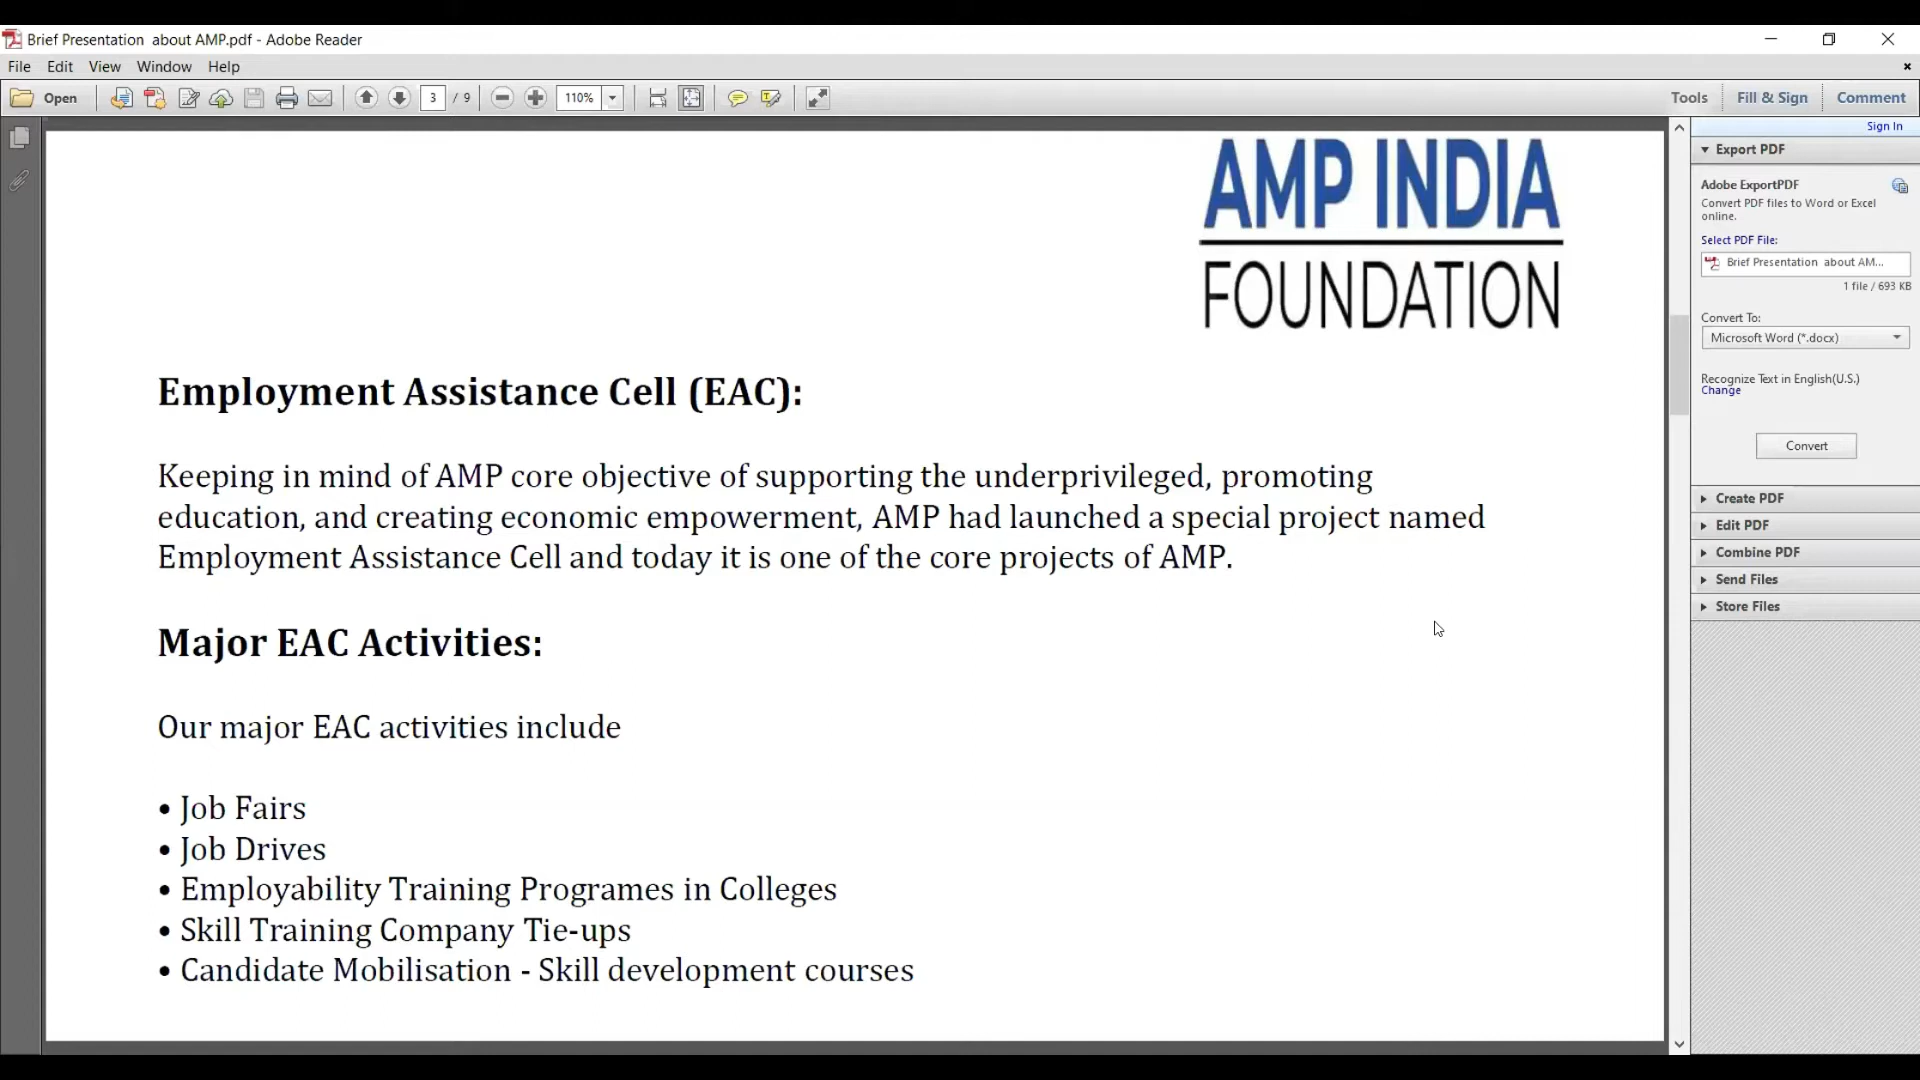 Brief Presentation  about AMP.pdf - Adobe Reader
File Edit View Window Help
Open 3 / 9 110% Tools Fill & Sign Comment
Sign In
Export PDF
Adobe ExportPDF
Convert PDF files to Word or Excel
online.
Select PDF File:
Brief Presentation  about AM...
1 file / 693 KB
Convert To:
Microsoft Word (*.docx)
Recognize Text in English(U.S.)
Change
Convert
Create PDF
Edit PDF
Combine PDF
Send Files
Store Files
AMP INDIA
FOUNDATION
Employment Assistance Cell (EAC):
Keeping in mind of AMP core objective of supporting the underprivileged, promoting
education, and creating economic empowerment, AMP had launched a special project named
Employment Assistance Cell and today it is one of the core projects of AMP.
Major EAC Activities:
Our major EAC activities include
• Job Fairs
• Job Drives
• Employability Training Programes in Colleges
• Skill Training Company Tie-ups
• Candidate Mobilisation - Skill development courses